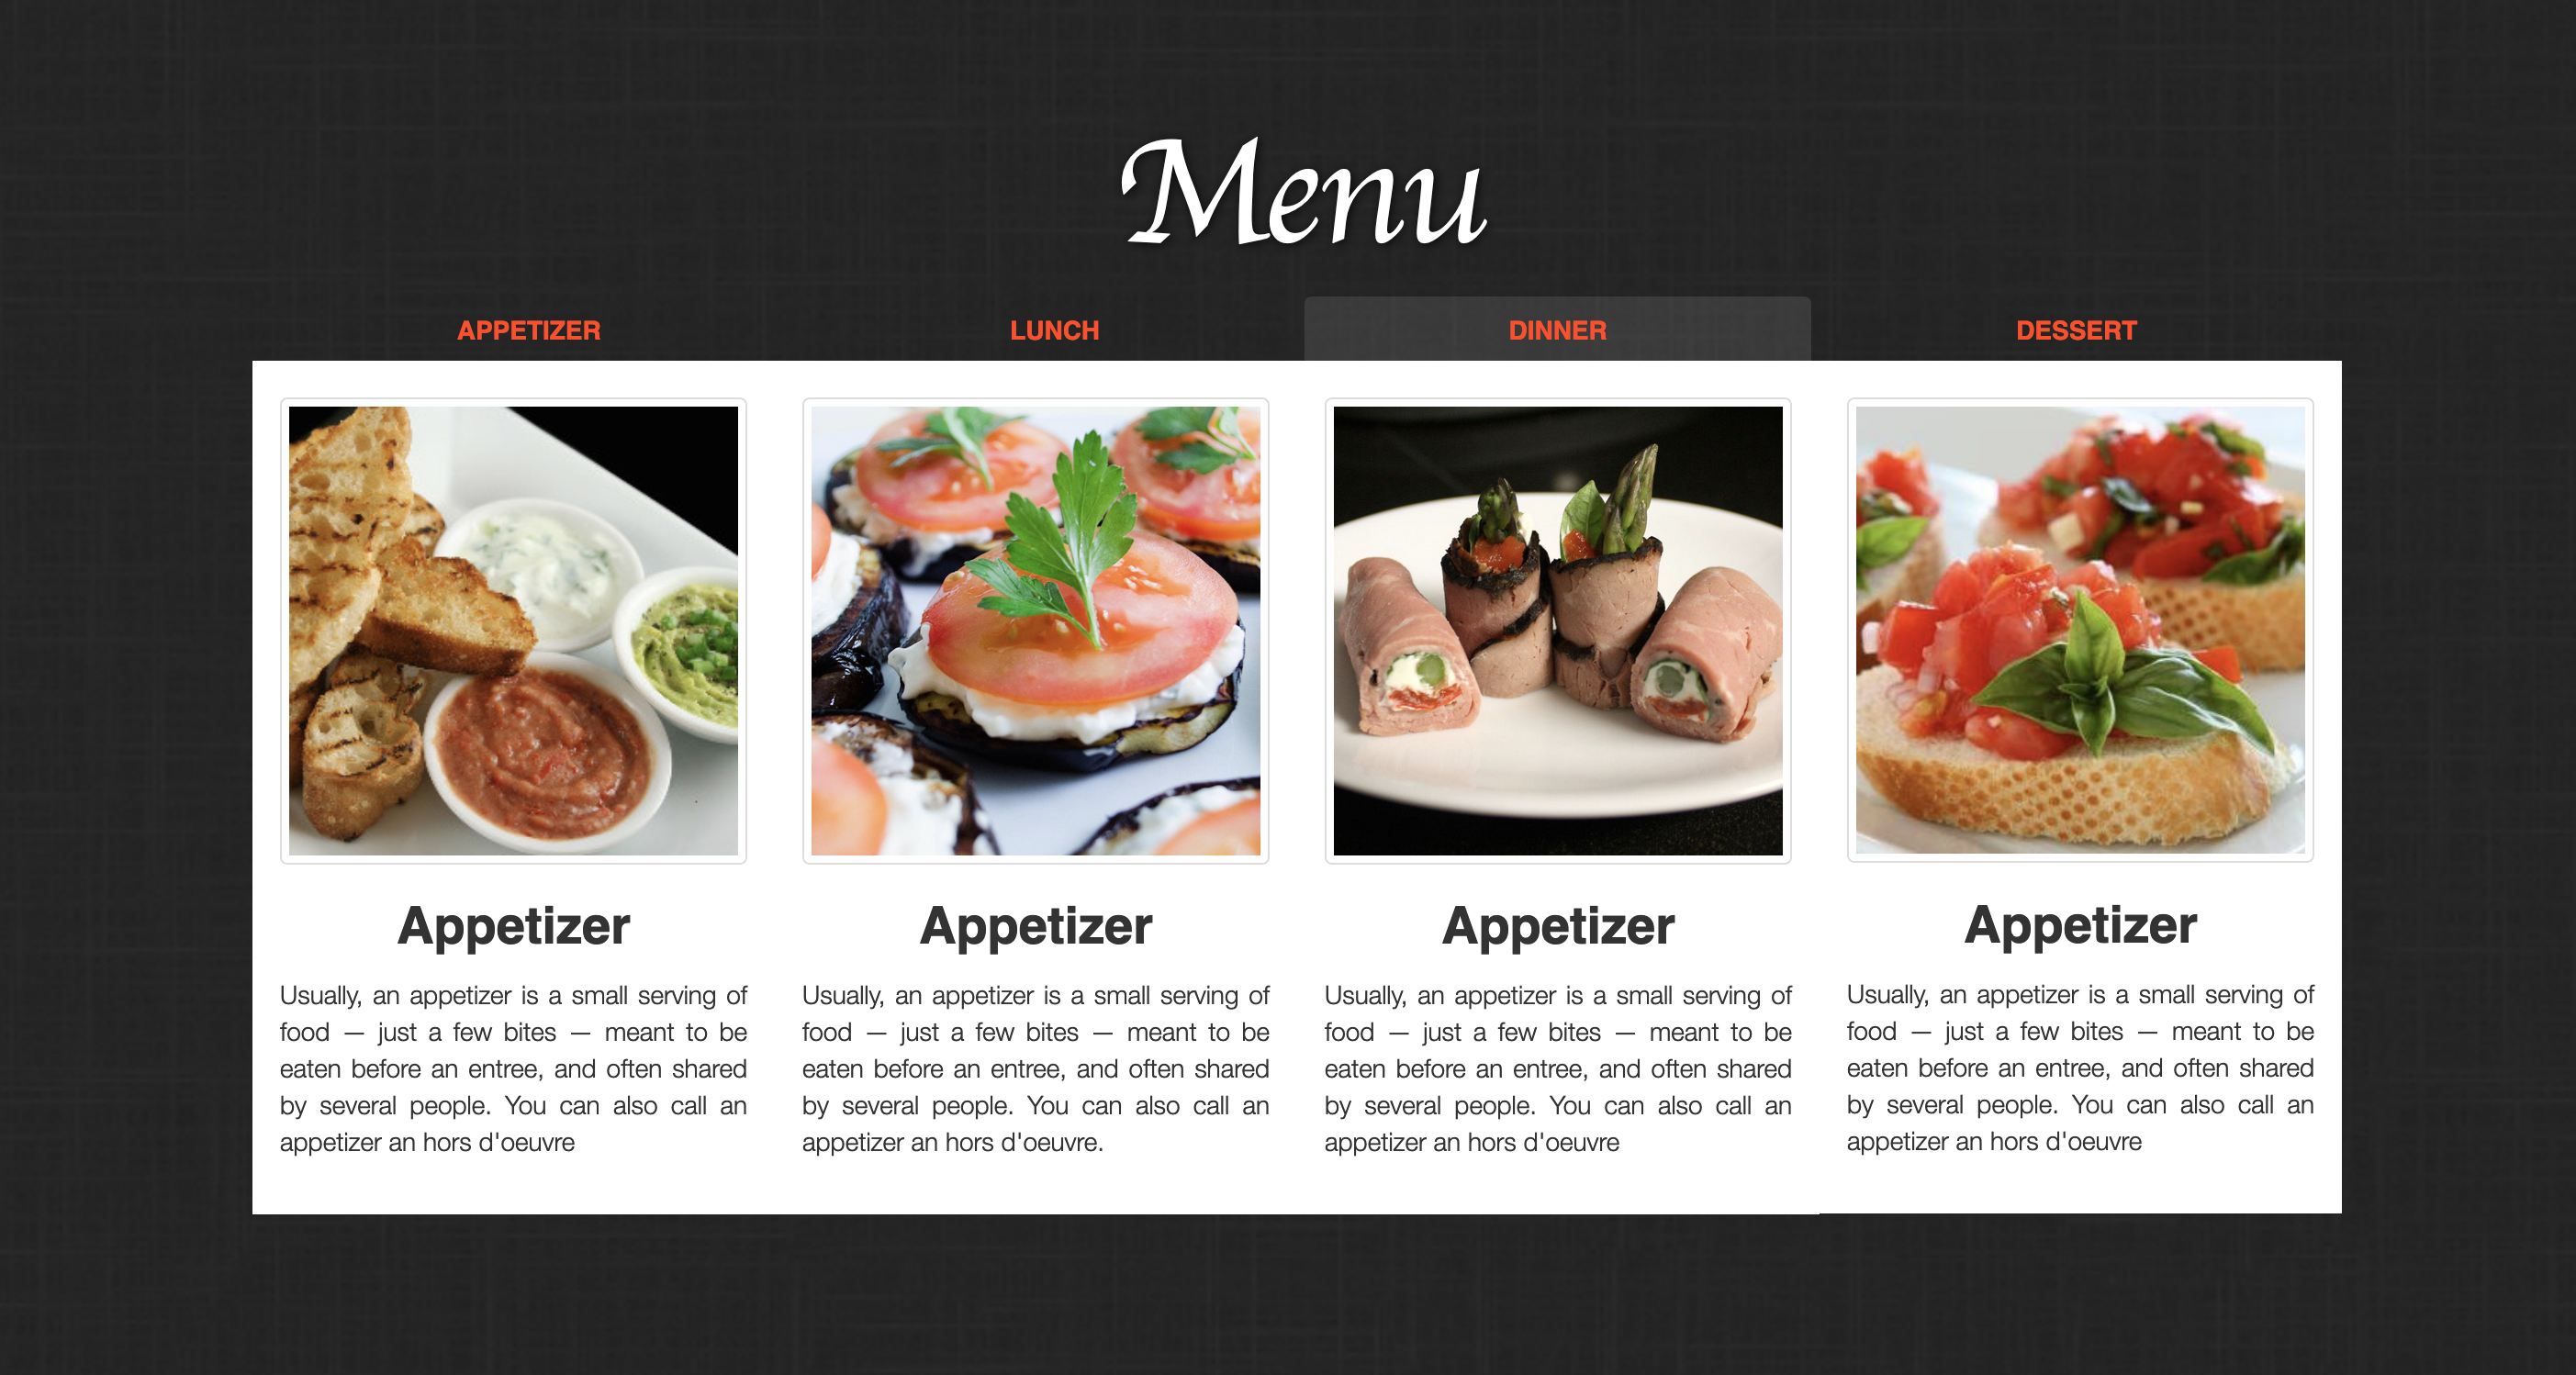 Menu
APPETIZER
LUNCH
DINNER
DESSERT
Appetizer
Usually, an appetizer is a small serving of
food — just a few bites — meant to be
eaten before an entree, and often shared
by several people. You can also call an
appetizer an hors d'oeuvre
Appetizer
Usually, an appetizer is a small serving of
food — just a few bites — meant to be
eaten before an entree, and often shared
by several people. You can also call an
appetizer an hors d'oeuvre.
Appetizer
Usually, an appetizer is a small serving of
food — just a few bites — meant to be
eaten before an entree, and often shared
by several people. You can also call an
appetizer an hors d'oeuvre
Appetizer
Usually, an appetizer is a small serving of
food — just a few bites — meant to be
eaten before an entree, and often shared
by several people. You can also call an
appetizer an hors d'oeuvre